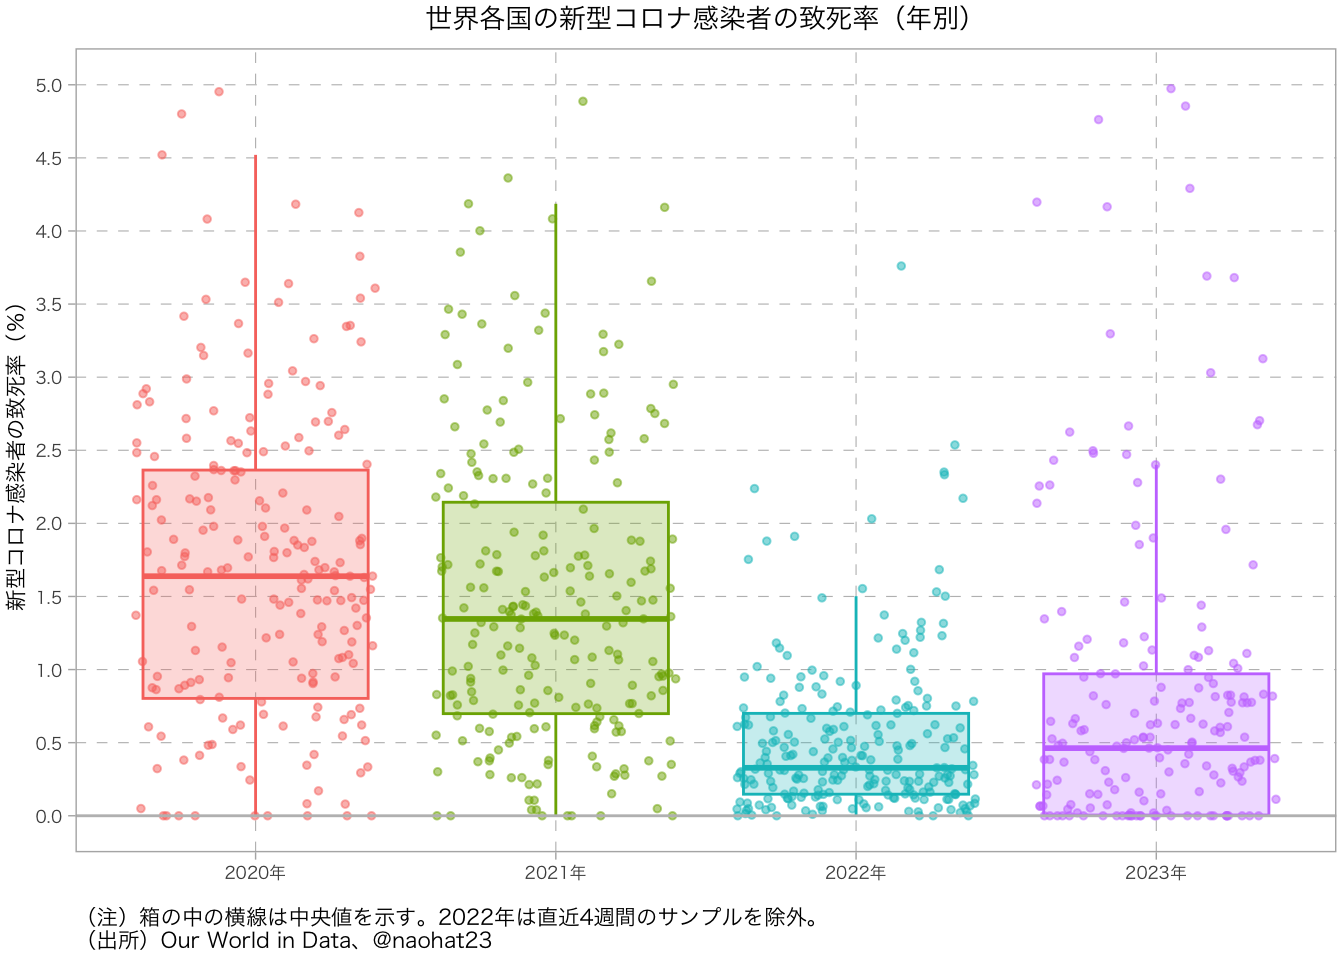 世界各国の新型コロナ感染者の致死率（年別）
新型コロナ感染者の致死率（%）
5.0
4.5
4.0
3.5
3.0
2.5
2.0
1.5
1.0
0.5
0.0
2020年
2021年
2022年
2023年
（注）箱の中の横線は中央値を示す。2022年は直近4週間のサンプルを除外。
（出所）Our World in Data、@naohat23